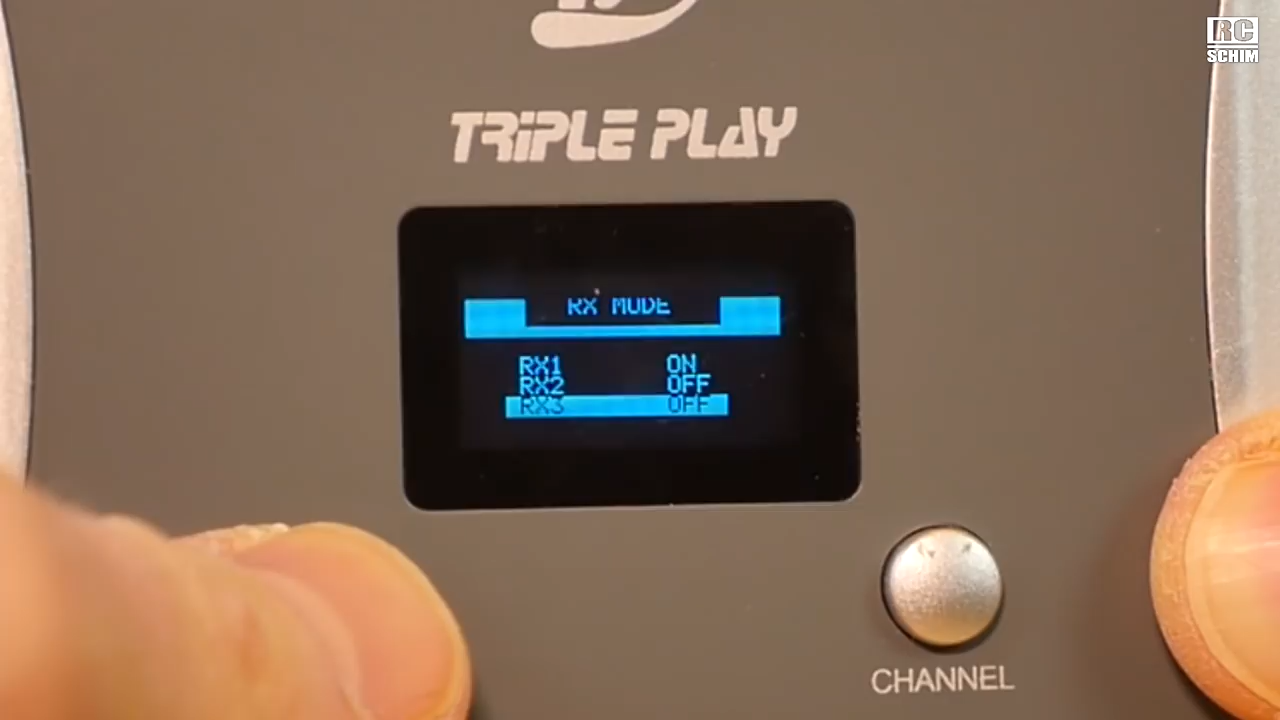 RC
SCHIM
TRIPLE PLAY
RX MODE
RX1 ON
RX2 OFF
RX3 OFF
CHANNEL